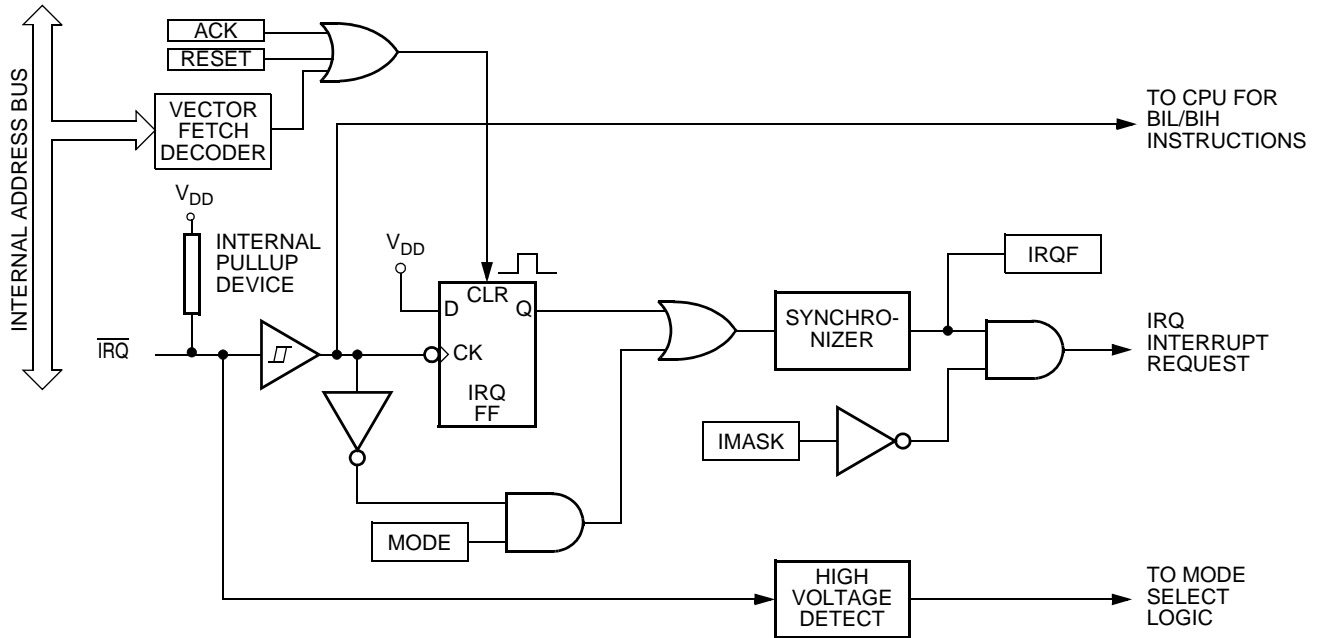 INTERNAL ADDRESS BUS
ACK
RESET
VECTOR
FETCH
DECODER
VDD
INTERNAL
PULLUP
DEVICE
IRQ
VDD
CLR
D
Q
CK
IRQ
FF
MODE
SYNCHRO-
NIZER
IRQF
IMASK
HIGH
VOLTAGE
DETECT
TO CPU FOR
BIL/BIH
INSTRUCTIONS
IRQ
INTERRUPT
REQUEST
TO MODE
SELECT
LOGIC